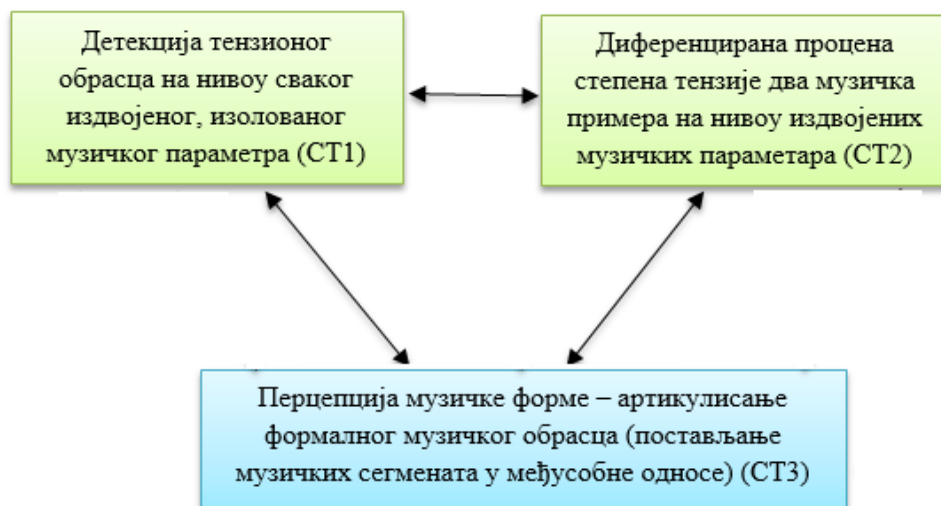 Детекција тензионог
обрасца на нивоу сваког
издвојеног, изолованог
музичког параметра (СТ1)
Диференцирана процена
степена тензије два музичка
примера на нивоу издвојених
музичких параметара (СТ2)
Перцепција музичке форме – артикулисање
формалног музичког обрасца (постављање
музичких сегмената у међусобне односе) (СТ3)